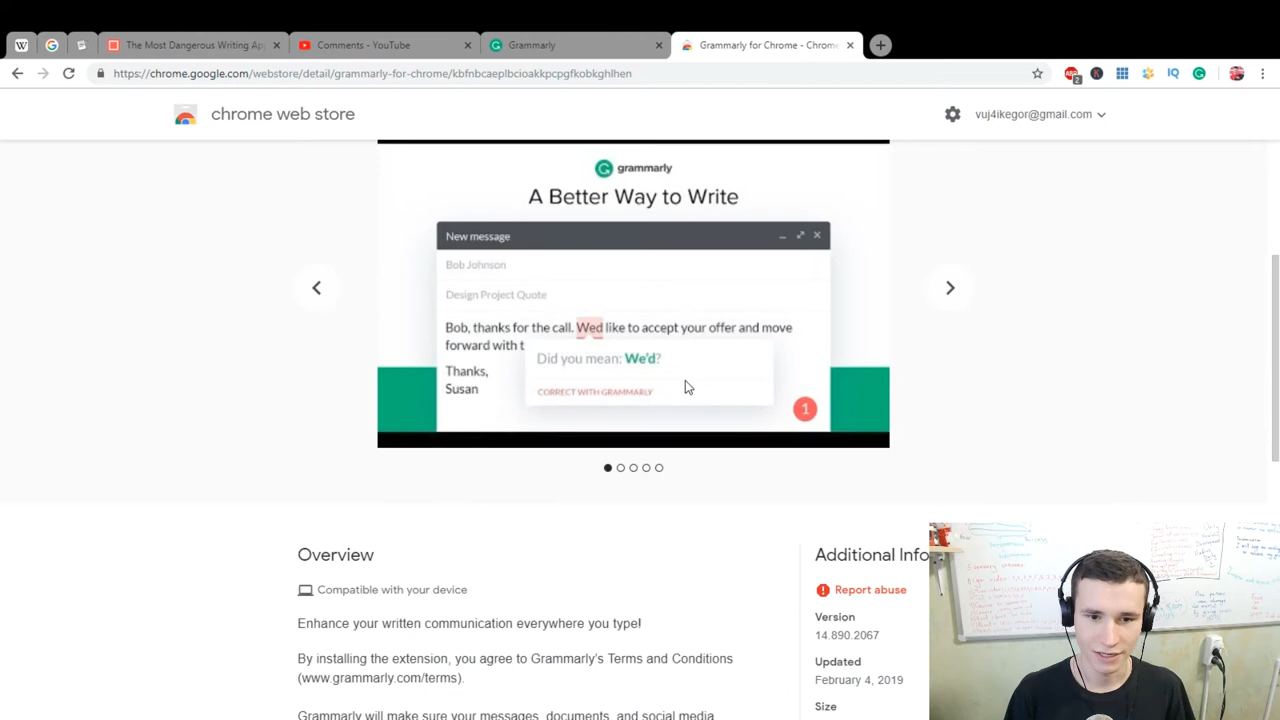 The Most Dangerous Writing Ap
Comments - YouTube
Grammarly
Grammarly for Chrome - Chrome
https://chrome.google.com/webstore/detail/grammarly-for-chrome/kbfnbcaeplbcioakkpcpgfkobkghlhen
chrome web store
vuj4ikegor@gmail.com
grammarly
A Better Way to Write
New message
Bob Johnson
Design Project Quote
Bob, thanks for the call. Wed like to accept your offer and move
forward with t
Did you mean: We'd?
Thanks,
Susan
CORRECT WITH GRAMMARLY
1
Overview
Compatible with your device
Enhance your written communication everywhere you type!
By installing the extension, you agree to Grammarly's Terms and Conditions
(www.grammarly.com/terms).
Grammarly will make sure your messages, documents, and social media
Additional Info
Report abuse
Version
14.890.2067
Updated
February 4, 2019
Size